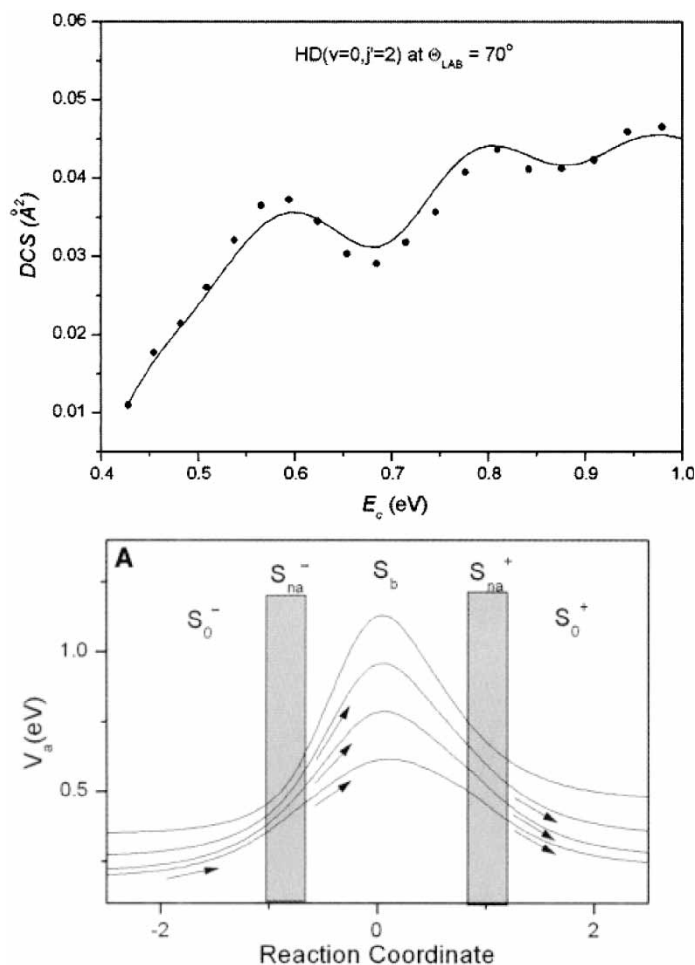 0.06
HD(v=0,j'=2) at Θ_LAB = 70°
0.05
0.04
DCS (Å²)
0.03
0.02
0.01
0.4 0.5 0.6 0.7 0.8 0.9 1.0
E_c (eV)
A
S_na⁻ S_b S_na⁺
S_0⁻ S_0⁺
1.0
V_a (eV)
0.5
-2 0 2
Reaction Coordinate